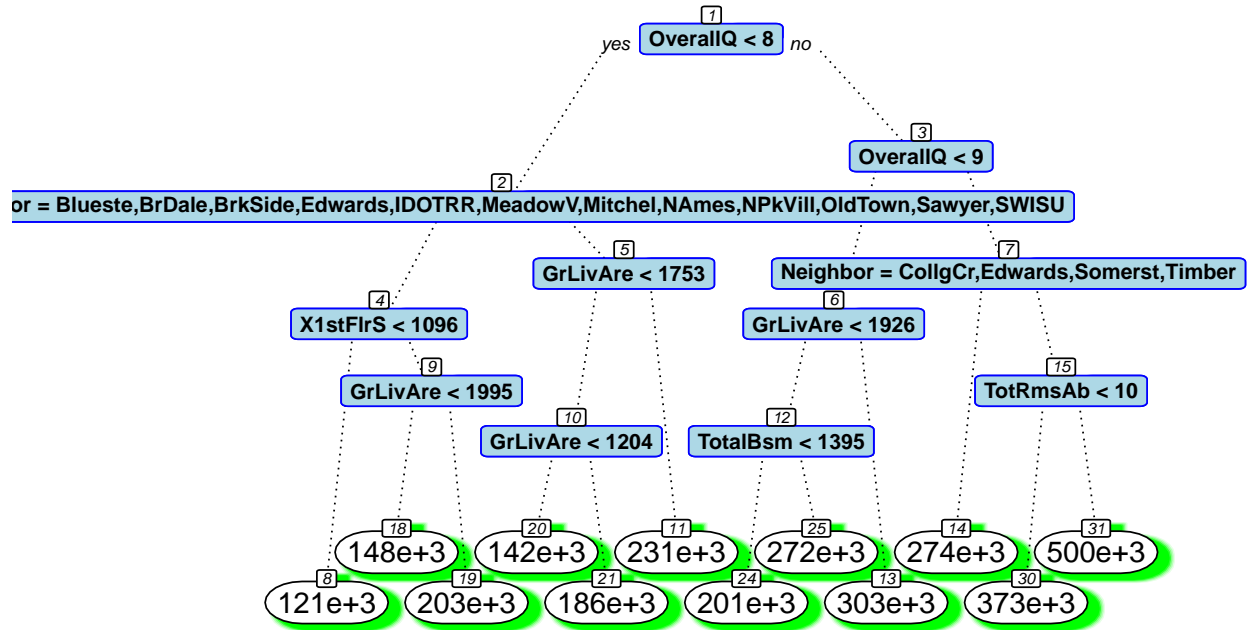 1
yes OverallQ < 8 no
3
OverallQ < 9
2
or = Blueste,BrDale,BrkSide,Edwards,IDOTRR,MeadowV,Mitchel,NAmes,NPkVill,OldTown,Sawyer,SWISU
5
GrLivAre < 1753
7
Neighbor = CollgCr,Edwards,Somerst,Timber
4
X1stFlrS < 1096
6
GrLivAre < 1926
9
GrLivAre < 1995
15
TotRmsAb < 10
10
GrLivAre < 1204
12
TotalBsm < 1395
18 20 11 25 14 31
148e+3 142e+3 231e+3 272e+3 274e+3 500e+3
8 19 21 24 13 30
121e+3 203e+3 186e+3 201e+3 303e+3 373e+3